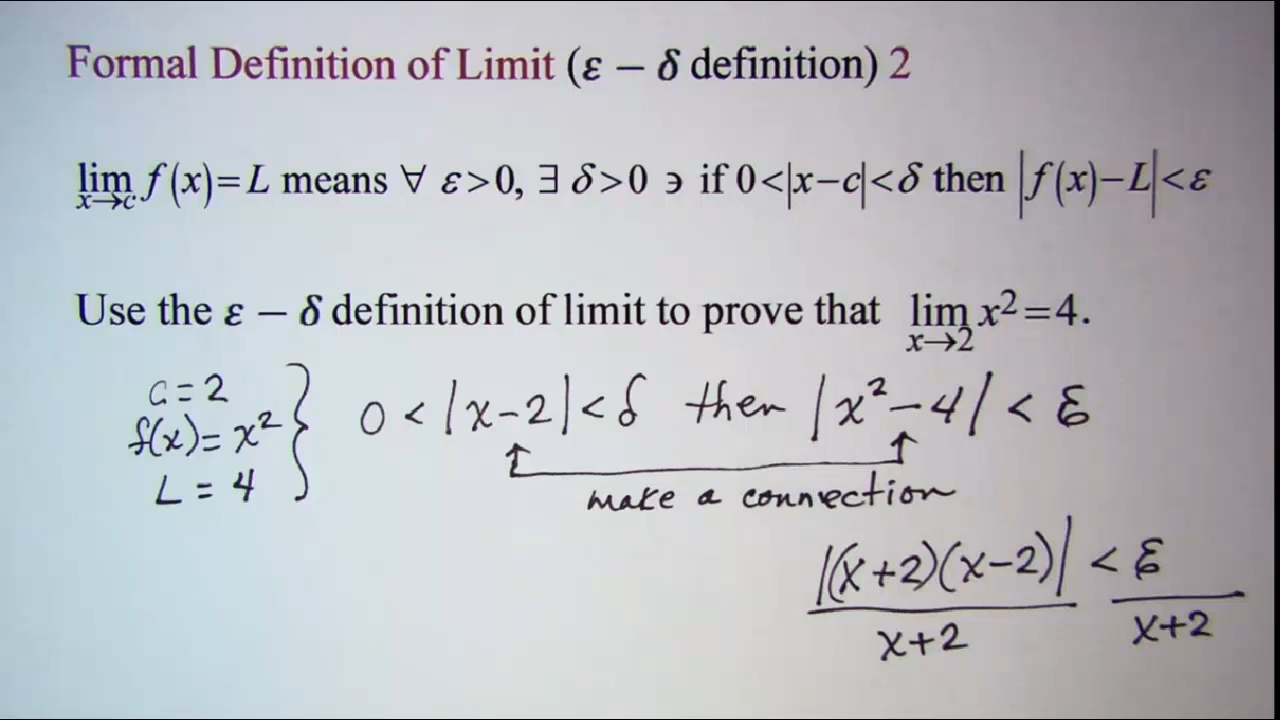 Formal Definition of Limit (ε − δ definition) 2
lim x→c f(x)=L means ∀ ε>0, ∃ δ>0 ∍ if 0<|x−c|<δ then |f(x)−L|<ε
Use the ε − δ definition of limit to prove that lim x→2 x²=4.
c = 2
f(x) = x²
L = 4
0 < |x−2| < δ then |x²−4| < ε
make a connection
|(x+2)(x−2)| < ε
x+2 x+2